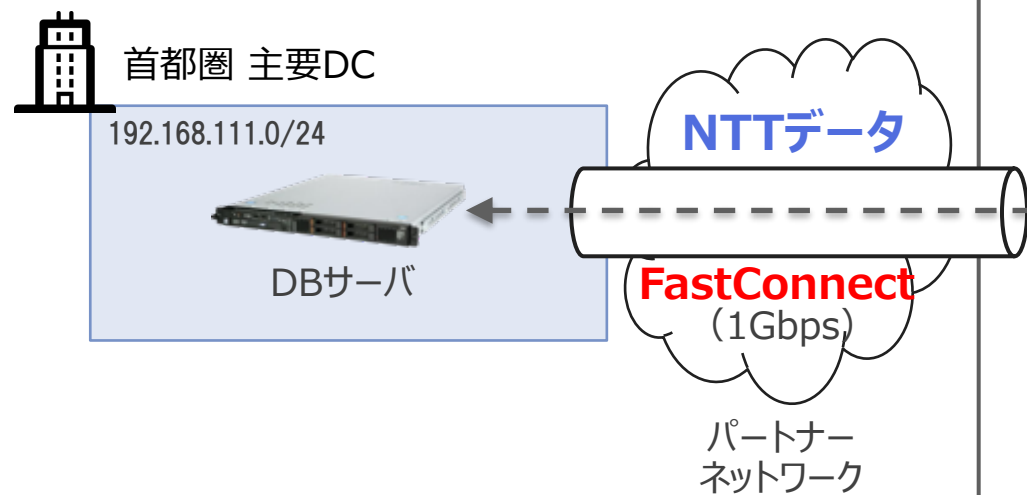 首都圏 主要DC
192.168.111.0/24
DBサーバ
NTTデータ
FastConnect
（1Gbps）
パートナー
ネットワーク